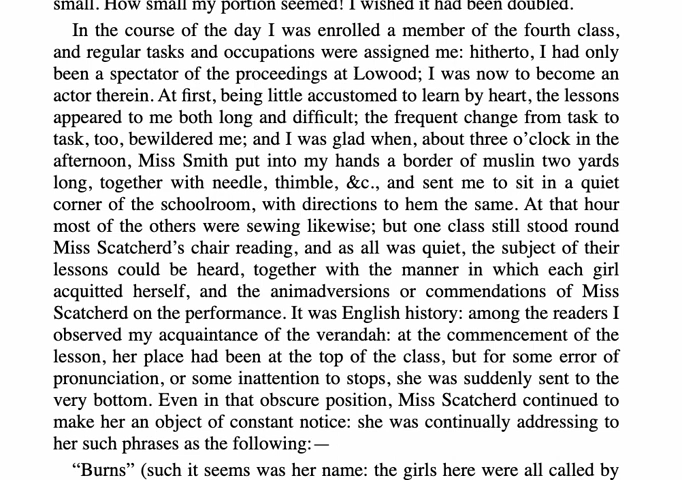 small. How small my portion seemed! I wished it had been doubled.
In the course of the day I was enrolled a member of the fourth class,
and regular tasks and occupations were assigned me: hitherto, I had only
been a spectator of the proceedings at Lowood; I was now to become an
actor therein. At first, being little accustomed to learn by heart, the lessons
appeared to me both long and difficult; the frequent change from task to
task, too, bewildered me; and I was glad when, about three o’clock in the
afternoon, Miss Smith put into my hands a border of muslin two yards
long, together with needle, thimble, &c., and sent me to sit in a quiet
corner of the schoolroom, with directions to hem the same. At that hour
most of the others were sewing likewise; but one class still stood round
Miss Scatcherd’s chair reading, and as all was quiet, the subject of their
lessons could be heard, together with the manner in which each girl
acquitted herself, and the animadversions or commendations of Miss
Scatcherd on the performance. It was English history: among the readers I
observed my acquaintance of the verandah: at the commencement of the
lesson, her place had been at the top of the class, but for some error of
pronunciation, or some inattention to stops, she was suddenly sent to the
very bottom. Even in that obscure position, Miss Scatcherd continued to
make her an object of constant notice: she was continually addressing to
her such phrases as the following:—
“Burns” (such it seems was her name: the girls here were all called by